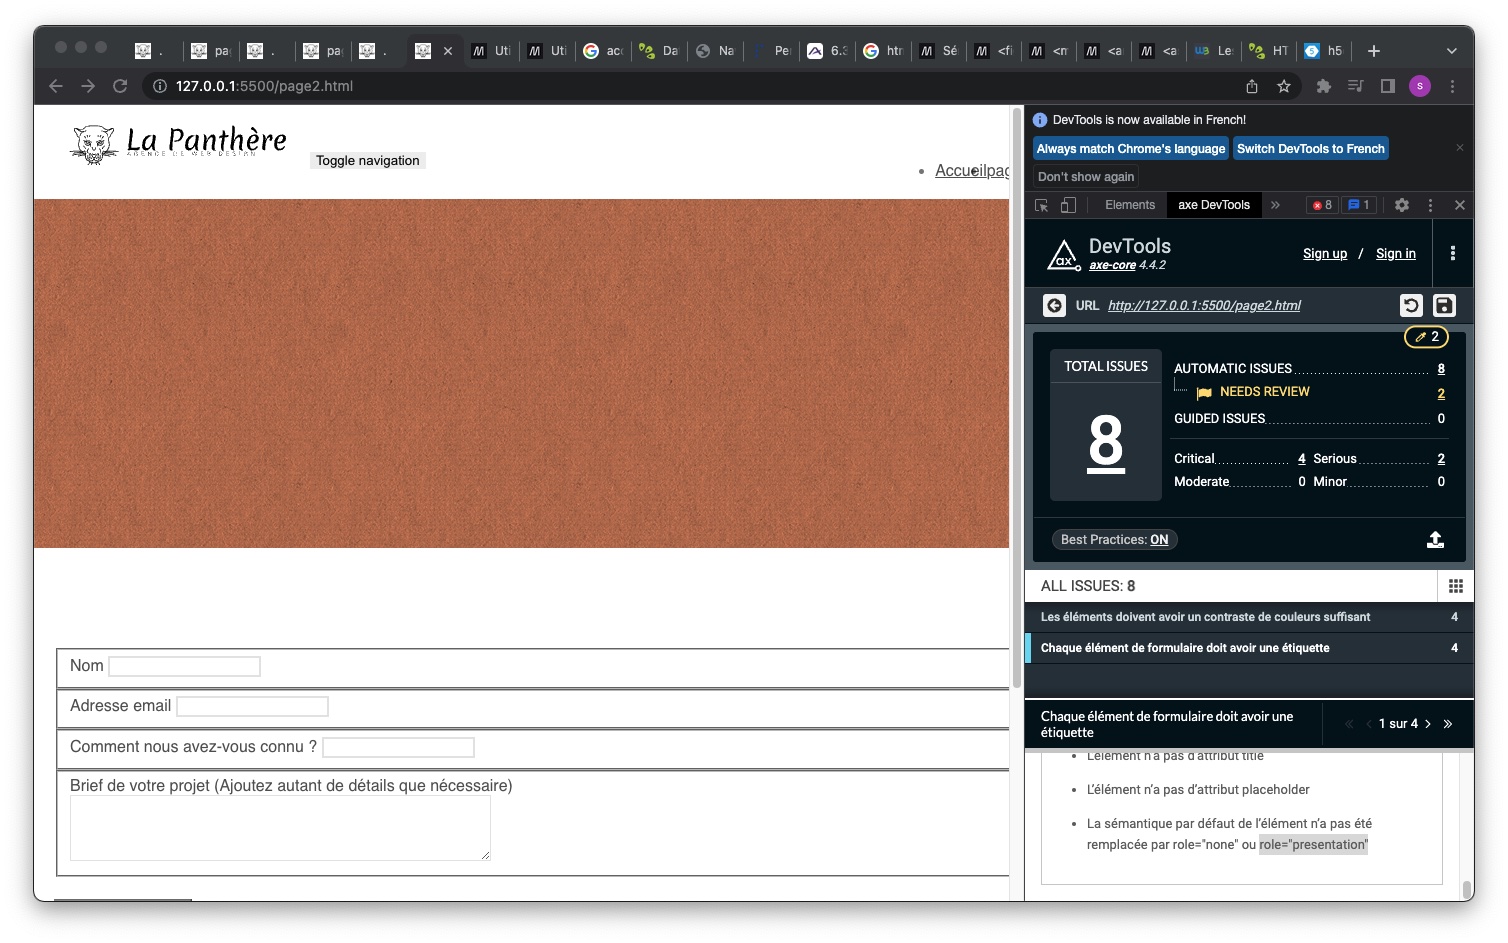 .
pag
.
pag
.
Uti
Uti
acc
Da
Na
Pe
6.3
htn
Sé
<fi
<n
<a
<a
Le
HT
h5
127.0.0.1:5500/page2.html
S
La Panthère
AGENCE DE WEB DESIGN
Toggle navigation
Accueil
DevTools is now available in French!
Always match Chrome's language
Switch DevTools to French
Don't show again
Elements
axe DevTools
8
1
ax
DevTools
axe-core 4.4.2
Sign up / Sign in
URL http://127.0.0.1:5500/page2.html
2
TOTAL ISSUES
8
AUTOMATIC ISSUES 8
NEEDS REVIEW 2
GUIDED ISSUES 0
Critical 4 Serious 2
Moderate 0 Minor 0
Best Practices: ON
ALL ISSUES: 8
Les éléments doivent avoir un contraste de couleurs suffisant 4
Chaque élément de formulaire doit avoir une étiquette 4
Chaque élément de formulaire doit avoir une
étiquette
1 sur 4
L'élément n'a pas d'attribut title
L'élément n'a pas d'attribut placeholder
La sémantique par défaut de l'élément n'a pas été
remplacée par role="none" ou role="presentation"
Nom
Adresse email
Comment nous avez-vous connu ?
Brief de votre projet (Ajoutez autant de détails que nécessaire)